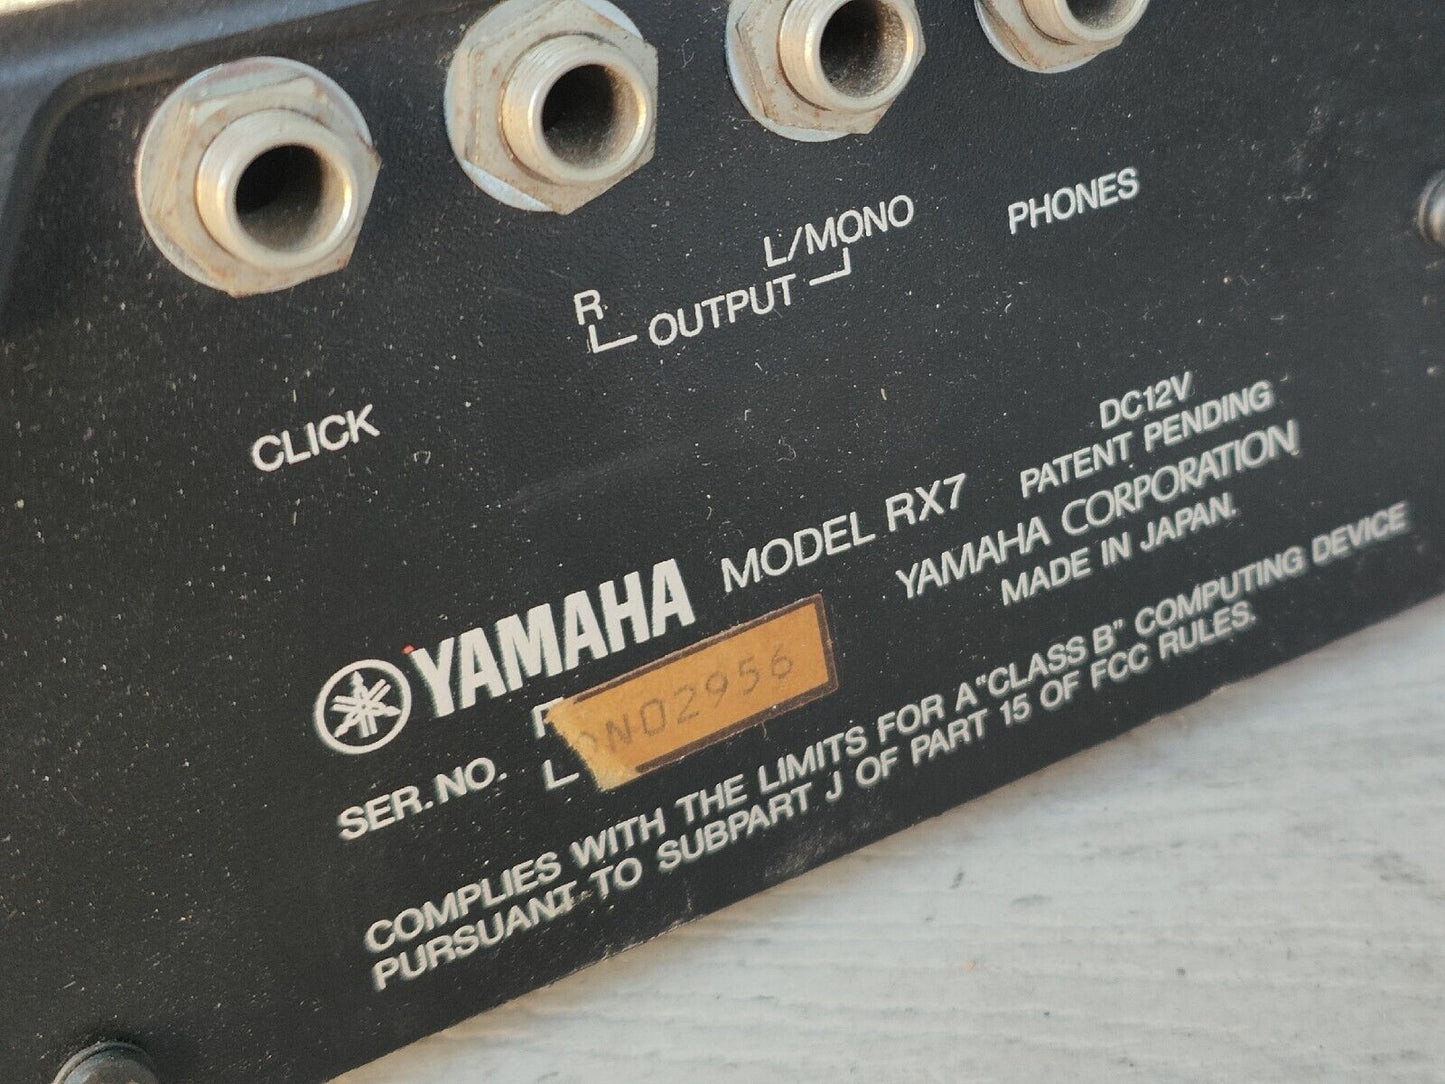 CLICK
R
L/MONO
OUTPUT
PHONES
YAMAHA MODEL RX7
DC12V
PATENT PENDING
YAMAHA CORPORATION
MADE IN JAPAN.
SER. NO.
ND2956
COMPLIES WITH THE LIMITS FOR A "CLASS B" COMPUTING DEVICE
PURSUANT TO SUBPART J OF PART 15 OF FCC RULES.